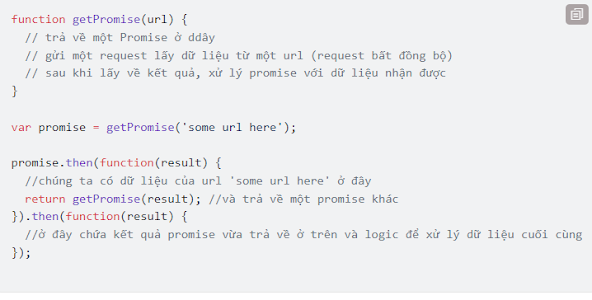 function getPromise(url) {
// trả về một Promise ở ddây
// gửi một request lấy dữ liệu từ một url (request bất đồng bộ)
// sau khi lấy về kết quả, xử lý promise với dữ liệu nhận được
}
var promise = getPromise('some url here');
promise.then(function(result) {
//chúng ta có dữ liệu của url 'some url here' ở đây
return getPromise(result); //và trả về một promise khác
}).then(function(result) {
//ở đây chứa kết quả promise vừa trả về ở trên và logic để xử lý dữ liệu cuối cùng
});